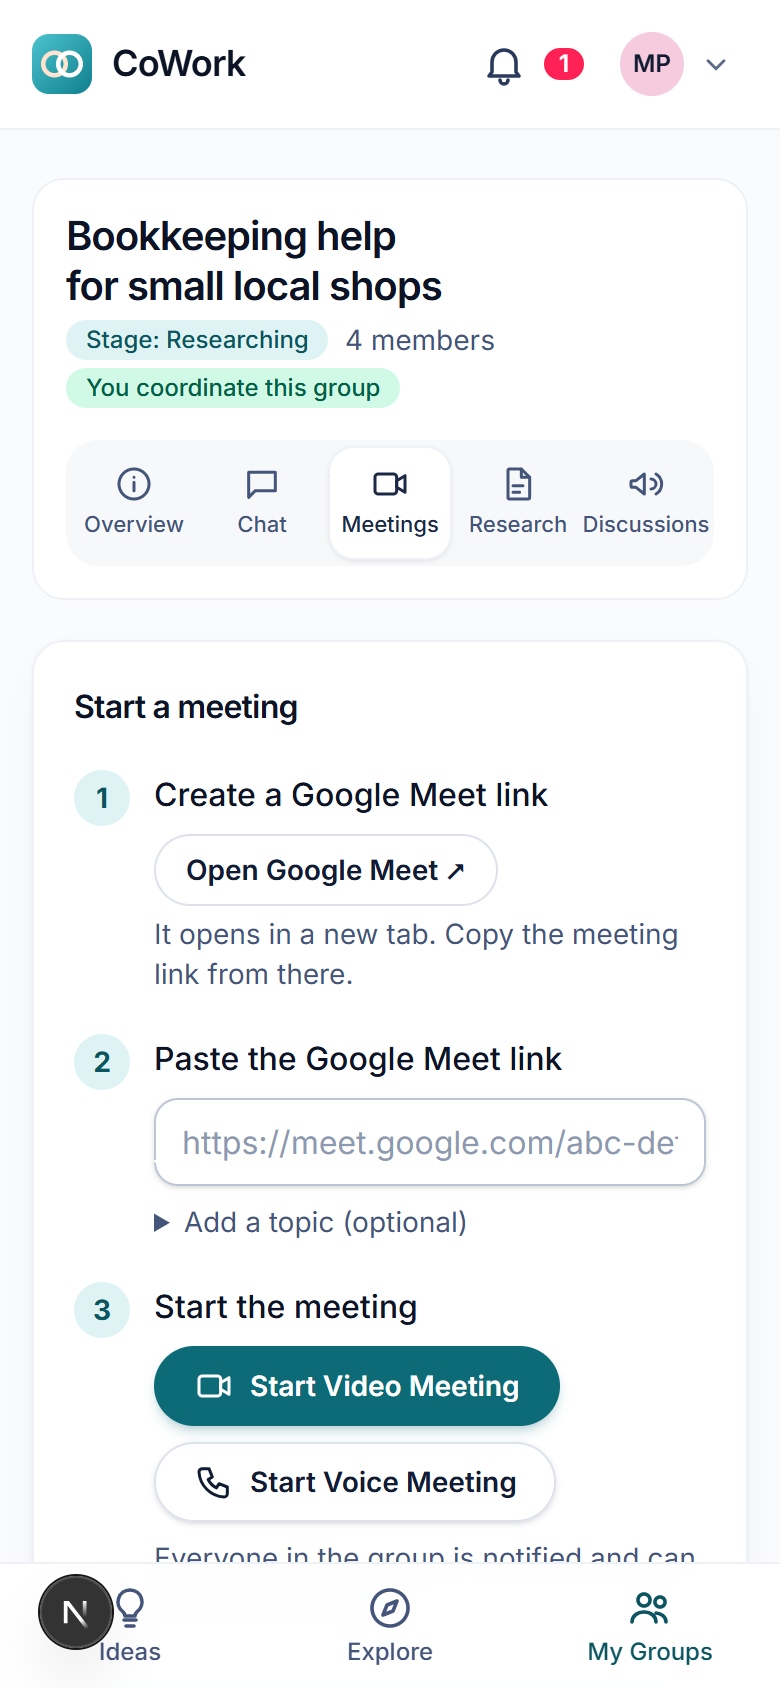 CoWork
1
MP
Bookkeeping help
for small local shops
Stage: Researching
4 members
You coordinate this group
Overview
Chat
Meetings
Research
Discussions
Start a meeting
1
Create a Google Meet link
Open Google Meet ↗
It opens in a new tab. Copy the meeting
link from there.
2
Paste the Google Meet link
https://meet.google.com/abc-de
Add a topic (optional)
3
Start the meeting
Start Video Meeting
Start Voice Meeting
Everyone in the group is notified and can
N
Ideas
Explore
My Groups